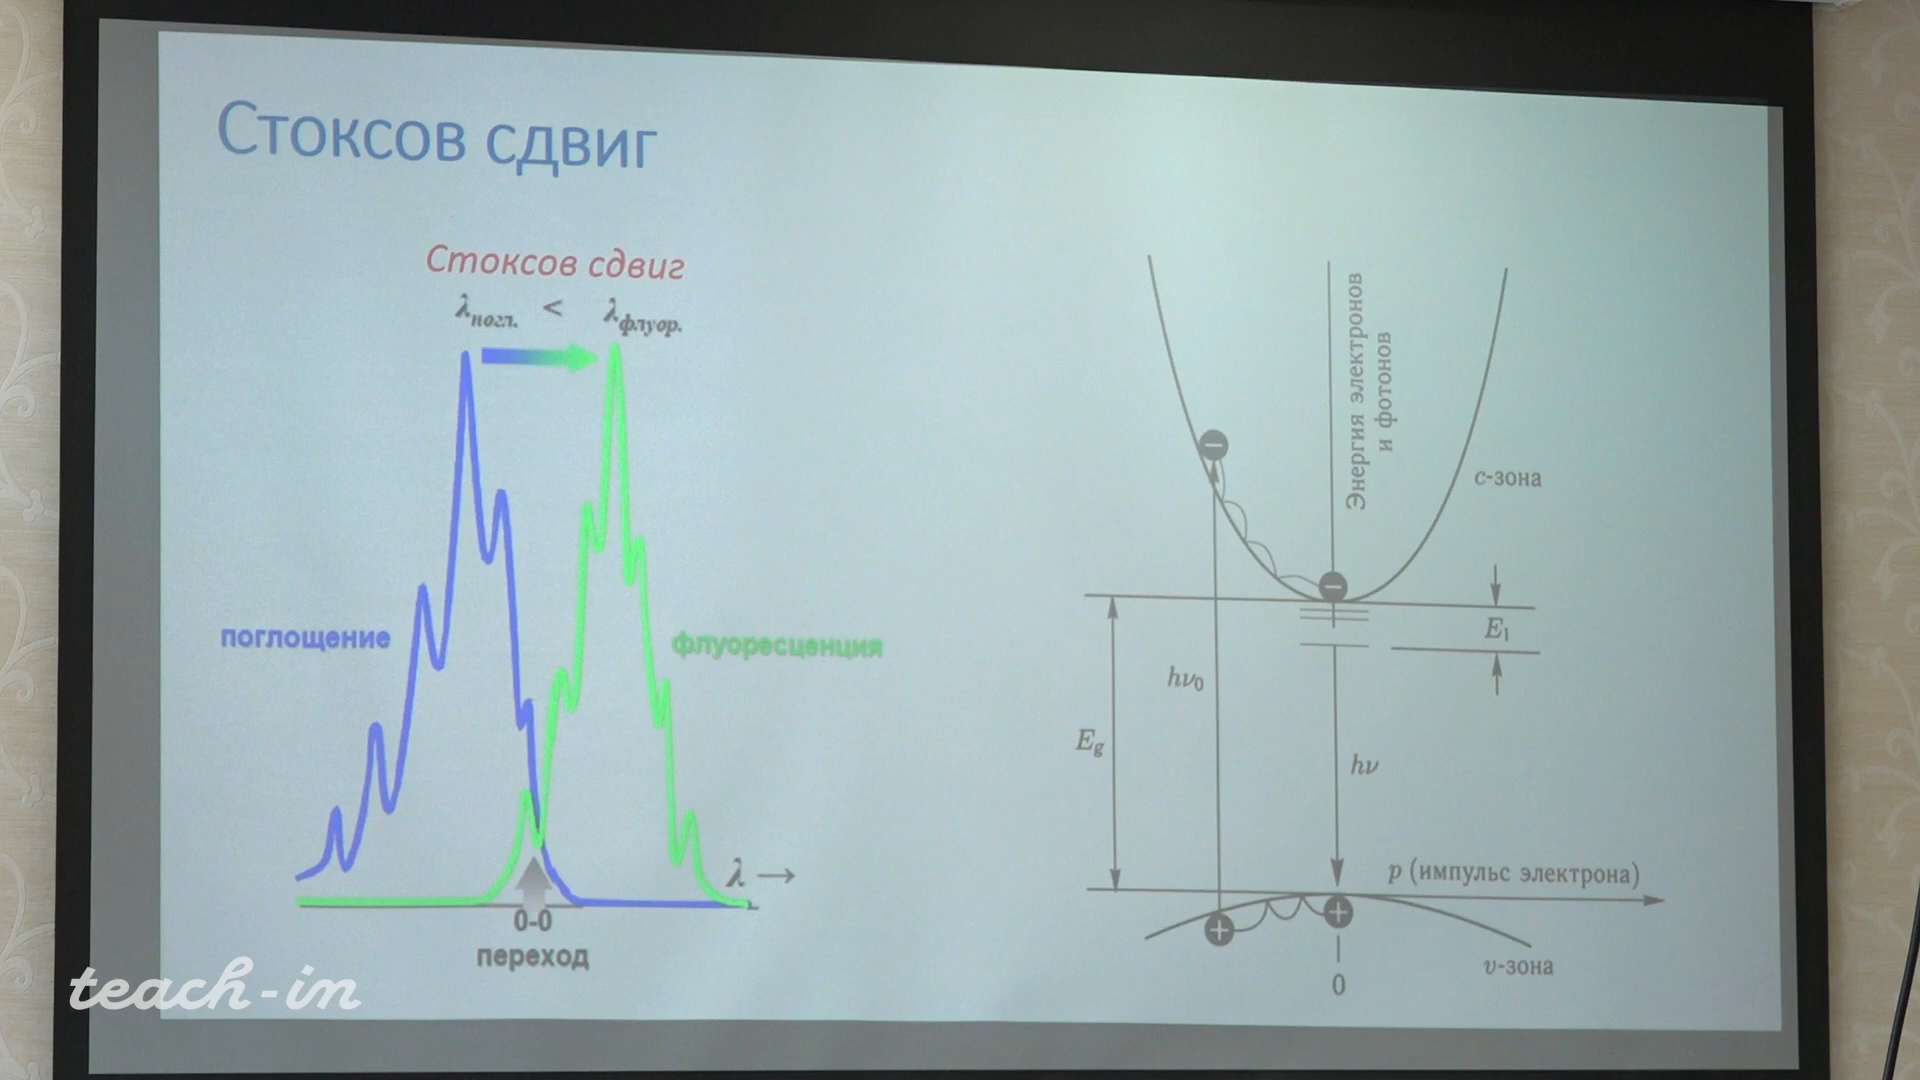 Стоксов сдвиг
Стоксов сдвиг
λпогл. < λфлуор.
поглощение
флуоресценция
λ →
0-0
переход
Энергия электронов
и фотонов
c-зона
E₁
hν₀
E_g
hν
p (импульс электрона)
v-зона
0
teach-in